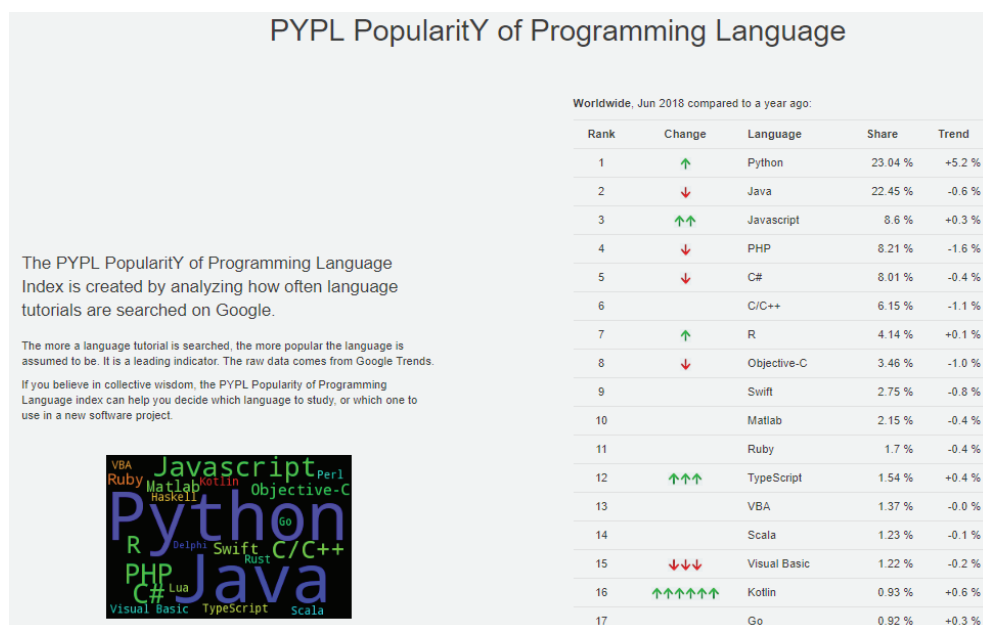 PYPL PopularitY of Programming Language
The PYPL PopularitY of Programming Language
Index is created by analyzing how often language
tutorials are searched on Google.
The more a language tutorial is searched, the more popular the language is
assumed to be. It is a leading indicator. The raw data comes from Google Trends.
If you believe in collective wisdom, the PYPL Popularity of Programming
Language index can help you decide which language to study, or which one to
use in a new software project.
VBA Javascript Perl
Ruby Matlab Kotlin Objective-C
Haskell
Python
Go
R Delphi Swift C/C++
Rust
PHP Java
C# Lua
Visual Basic TypeScript Scala
Worldwide, Jun 2018 compared to a year ago:
Rank Change Language Share Trend
1 ↑ Python 23.04 % +5.2 %
2 ↓ Java 22.45 % -0.6 %
3 ↑↑ Javascript 8.6 % +0.3 %
4 ↓ PHP 8.21 % -1.6 %
5 ↓ C# 8.01 % -0.4 %
6 C/C++ 6.15 % -1.1 %
7 ↑ R 4.14 % +0.1 %
8 ↓ Objective-C 3.46 % -1.0 %
9 Swift 2.75 % -0.8 %
10 Matlab 2.15 % -0.4 %
11 Ruby 1.7 % -0.4 %
12 ↑↑↑ TypeScript 1.54 % +0.4 %
13 VBA 1.37 % -0.0 %
14 Scala 1.23 % -0.1 %
15 ↓↓↓ Visual Basic 1.22 % -0.2 %
16 ↑↑↑↑↑↑ Kotlin 0.93 % +0.6 %
17 Go 0.92 % +0.3 %